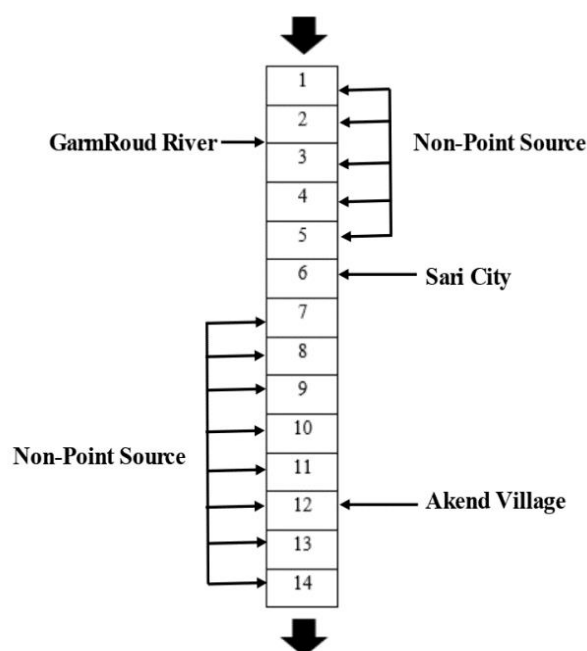 1
2
GarmRoud River
Non-Point Source
3
4
5
6
Sari City
7
8
9
10
Non-Point Source
11
12
Akend Village
13
14